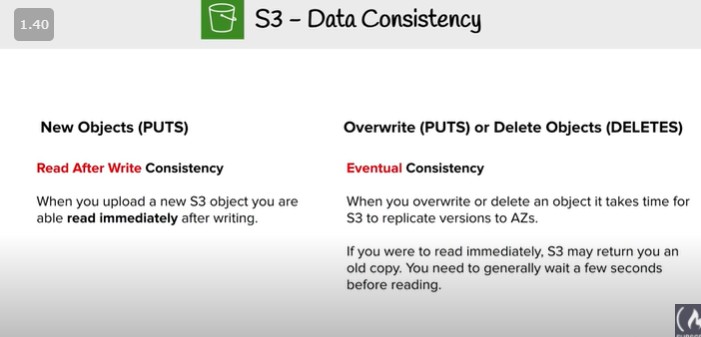 1.40
S3 – Data Consistency
New Objects (PUTS)
Read After Write Consistency
When you upload a new S3 object you are
able read immediately after writing.
Overwrite (PUTS) or Delete Objects (DELETES)
Eventual Consistency
When you overwrite or delete an object it takes time for
S3 to replicate versions to AZs.
If you were to read immediately, S3 may return you an
old copy. You need to generally wait a few seconds
before reading.